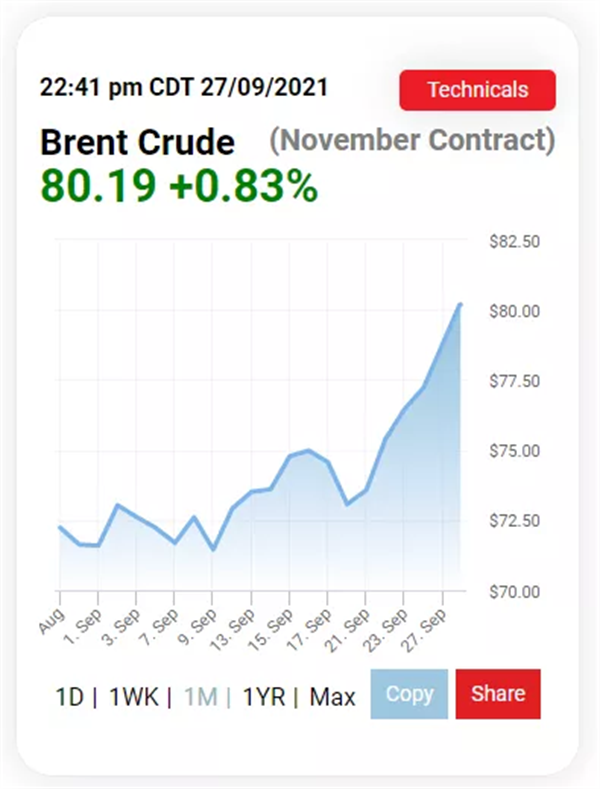 22:41 pm CDT 27/09/2021
Technicals
Brent Crude (November Contract)
80.19 +0.83%
$82.50
$80.00
$77.50
$75.00
$72.50
$70.00
Aug 1. Sep 3. Sep 7. Sep 9. Sep 13. Sep 15. Sep 17. Sep 21. Sep 23. Sep 27. Sep
1D | 1WK | 1M | 1YR | Max Copy Share